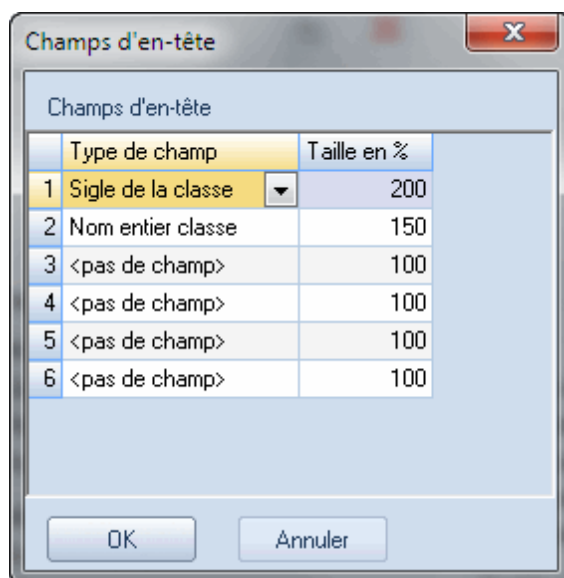 Champs d'en-tête
Champs d'en-tête
Type de champ Taille en %
1 Sigle de la classe 200
2 Nom entier classe 150
3 <pas de champ> 100
4 <pas de champ> 100
5 <pas de champ> 100
6 <pas de champ> 100
OK Annuler